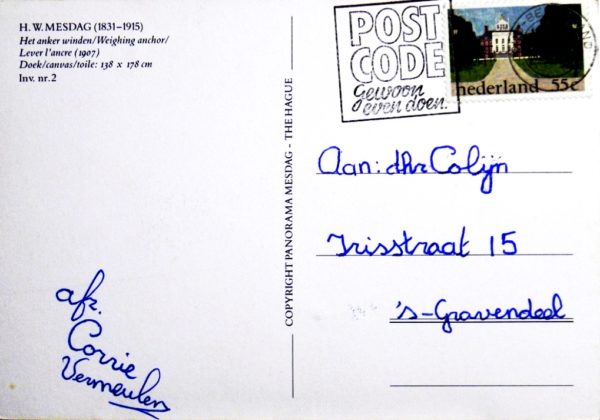 H. W. MESDAG (1831–1915)
Het anker winden/Weighing anchor/
Lever l'ancre (1907)
Doek/canvas/toile: 138 x 178 cm
Inv. nr. 2
afz.
Corrie
Vermeulen
COPYRIGHT PANORAMA MESDAG - THE HAGUE
POST
CODE
Gewoon
even doen.
nederland 55c
Aan: dhr Colijn
Irisstraat 15
's-Gravendeel